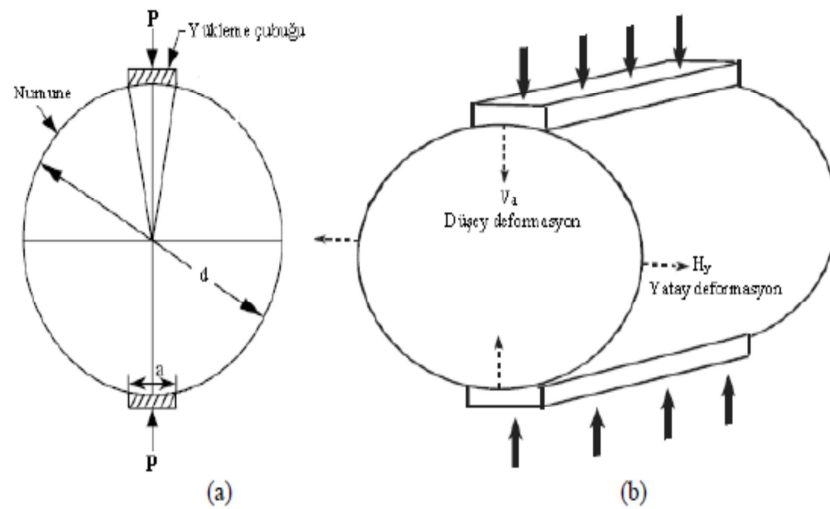 P
Yükleme çubuğu
Numune
d
a
P
(a)
Va
Düşey deformasyon
Hy
Yatay deformasyon
(b)